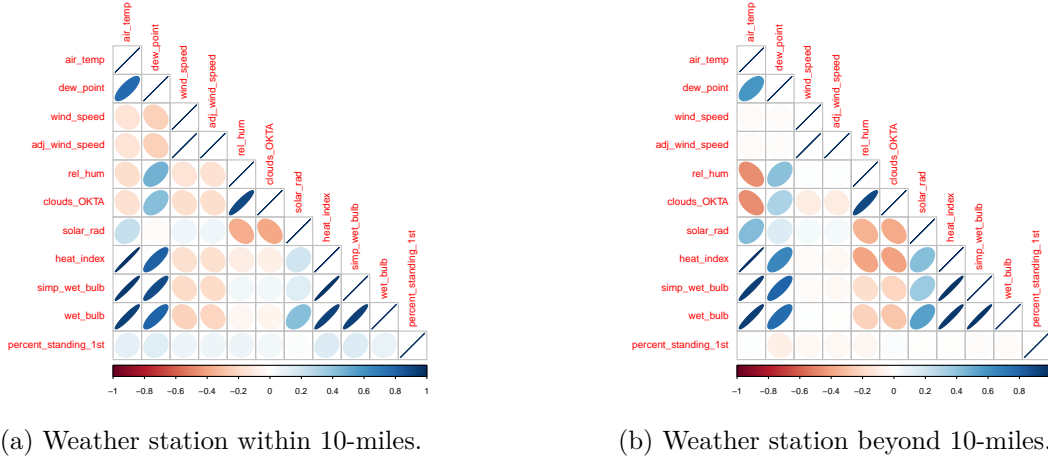 air_temp
dew_point
wind_speed
adj_wind_speed
rel_hum
clouds_OKTA
solar_rad
heat_index
simp_wet_bulb
wet_bulb
percent_standing_1st
air_temp
dew_point
wind_speed
adj_wind_speed
rel_hum
clouds_OKTA
solar_rad
heat_index
simp_wet_bulb
wet_bulb
percent_standing_1st
−1 −0.8 −0.6 −0.4 −0.2 0 0.2 0.4 0.6 0.8 1
(a) Weather station within 10-miles.
air_temp
dew_point
wind_speed
adj_wind_speed
rel_hum
clouds_OKTA
solar_rad
heat_index
simp_wet_bulb
wet_bulb
percent_standing_1st
air_temp
dew_point
wind_speed
adj_wind_speed
rel_hum
clouds_OKTA
solar_rad
heat_index
simp_wet_bulb
wet_bulb
percent_standing_1st
−1 −0.8 −0.6 −0.4 −0.2 0 0.2 0.4 0.6 0.8
(b) Weather station beyond 10-miles.